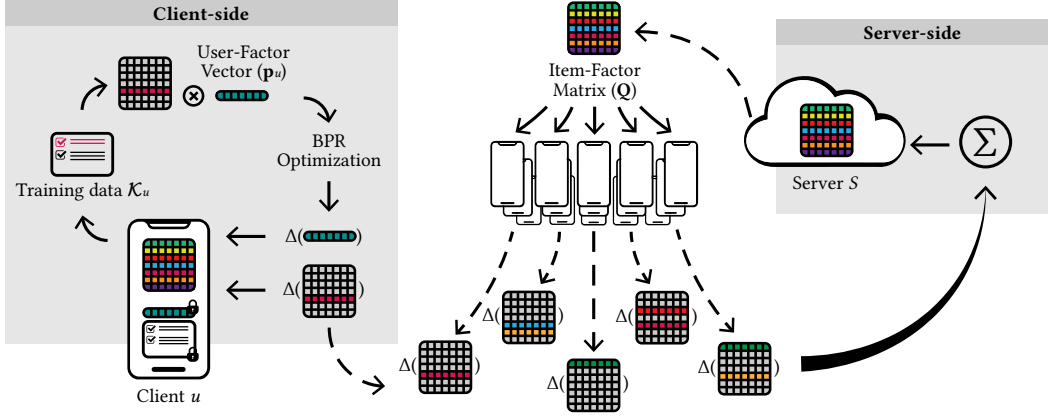 Client-side
User-Factor
Vector (𝐩𝑢)
BPR
Optimization
Training data 𝒦𝑢
Δ( )
Δ( )
Client 𝑢
Item-Factor
Matrix (𝐐)
Δ( )
Δ( )
Δ( )
Δ( )
Δ( )
Server-side
Server 𝑆
Σ